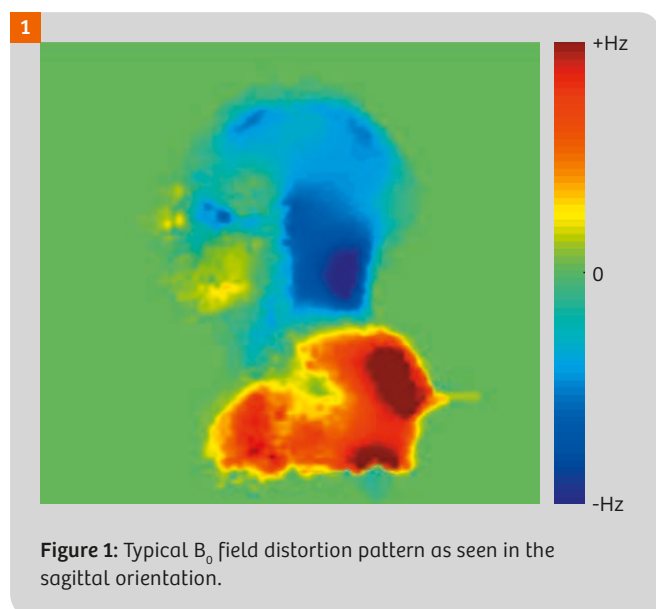 1
+Hz
0
-Hz
Figure 1: Typical B₀ field distortion pattern as seen in the
sagittal orientation.